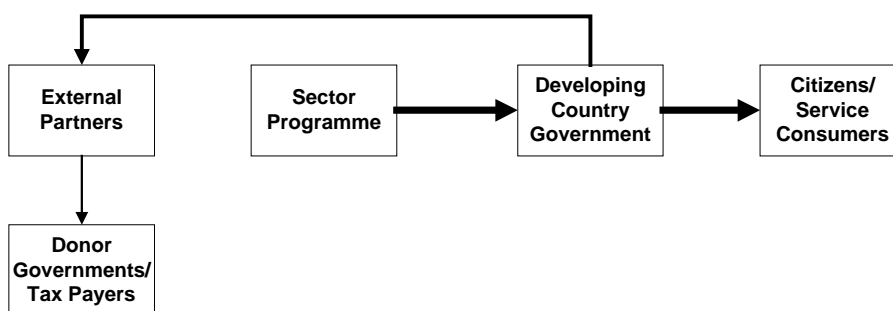 External
Partners
Sector
Programme
Developing
Country
Government
Citizens/
Service
Consumers
Donor
Governments/
Tax Payers